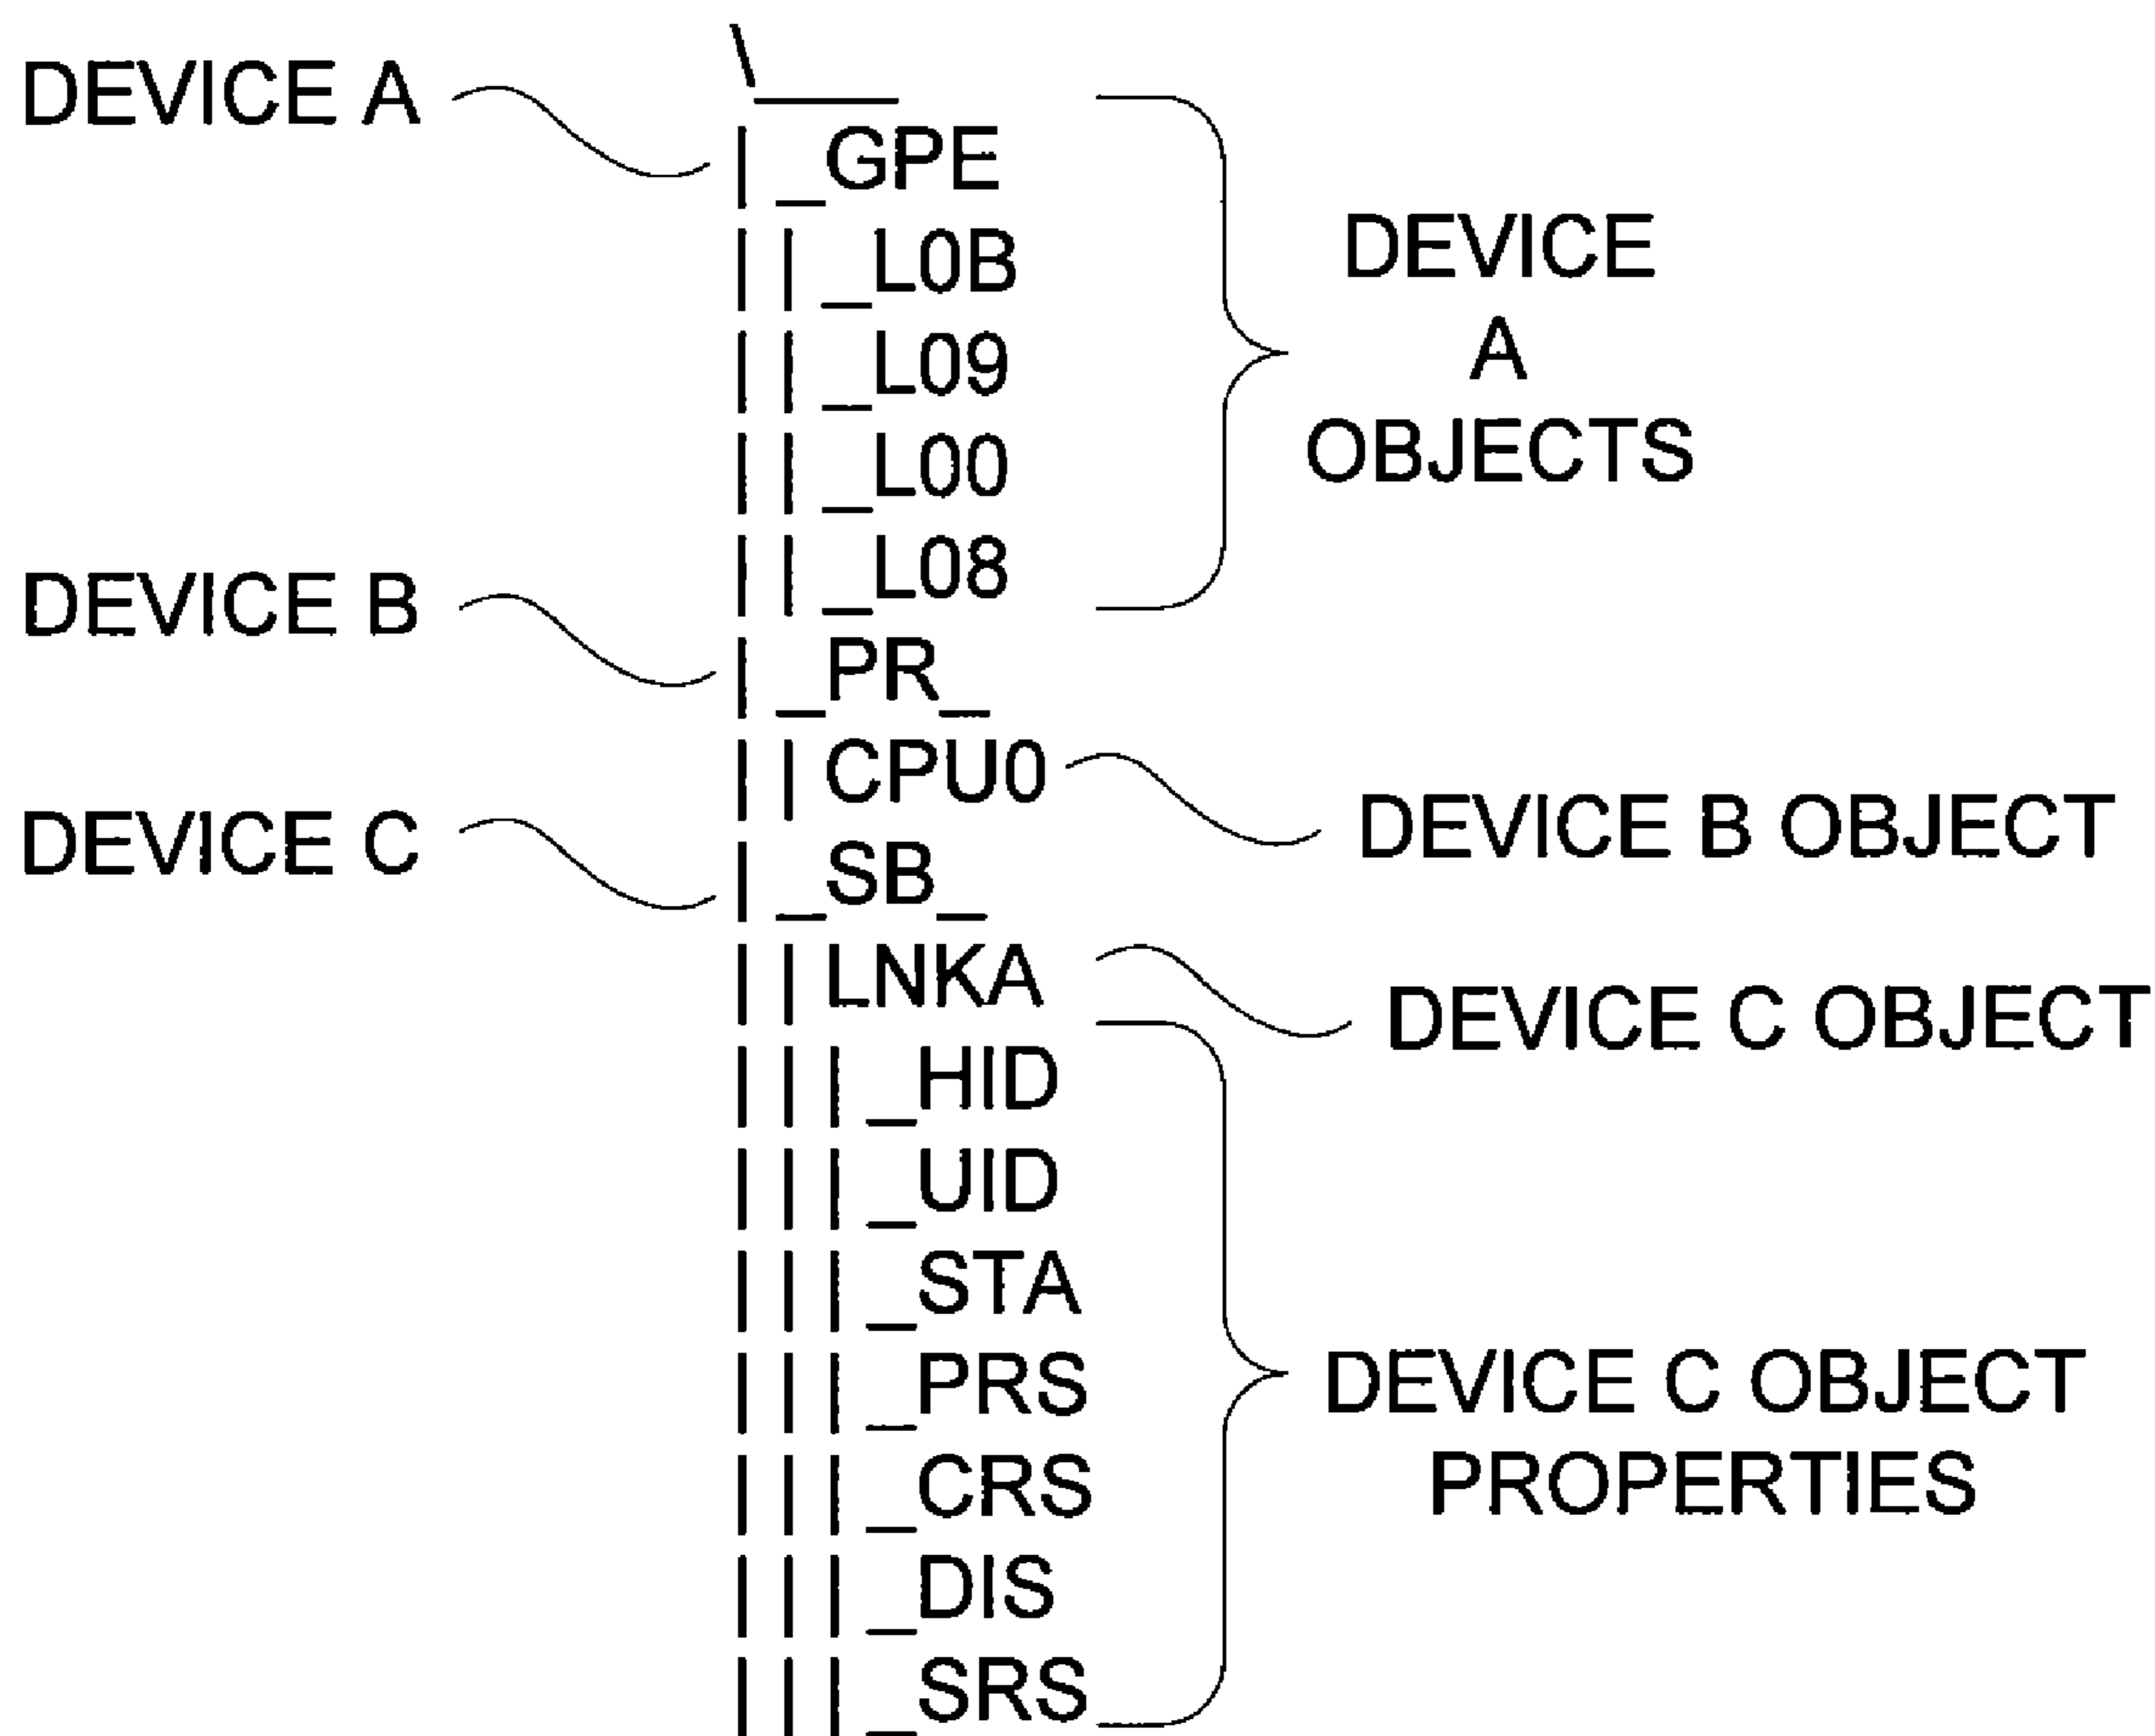 \____
DEVICE A
| _GPE
| | _L0B
| | _L09
| | _L00
| | _L08
DEVICE
A
OBJECTS
DEVICE B
| _PR_
| | CPU0
DEVICE B OBJECT
DEVICE C
| _SB_
| | LNKA
DEVICE C OBJECT
| | | _HID
| | | _UID
| | | _STA
| | | _PRS
| | | _CRS
| | | _DIS
| | | _SRS
DEVICE C OBJECT
PROPERTIES